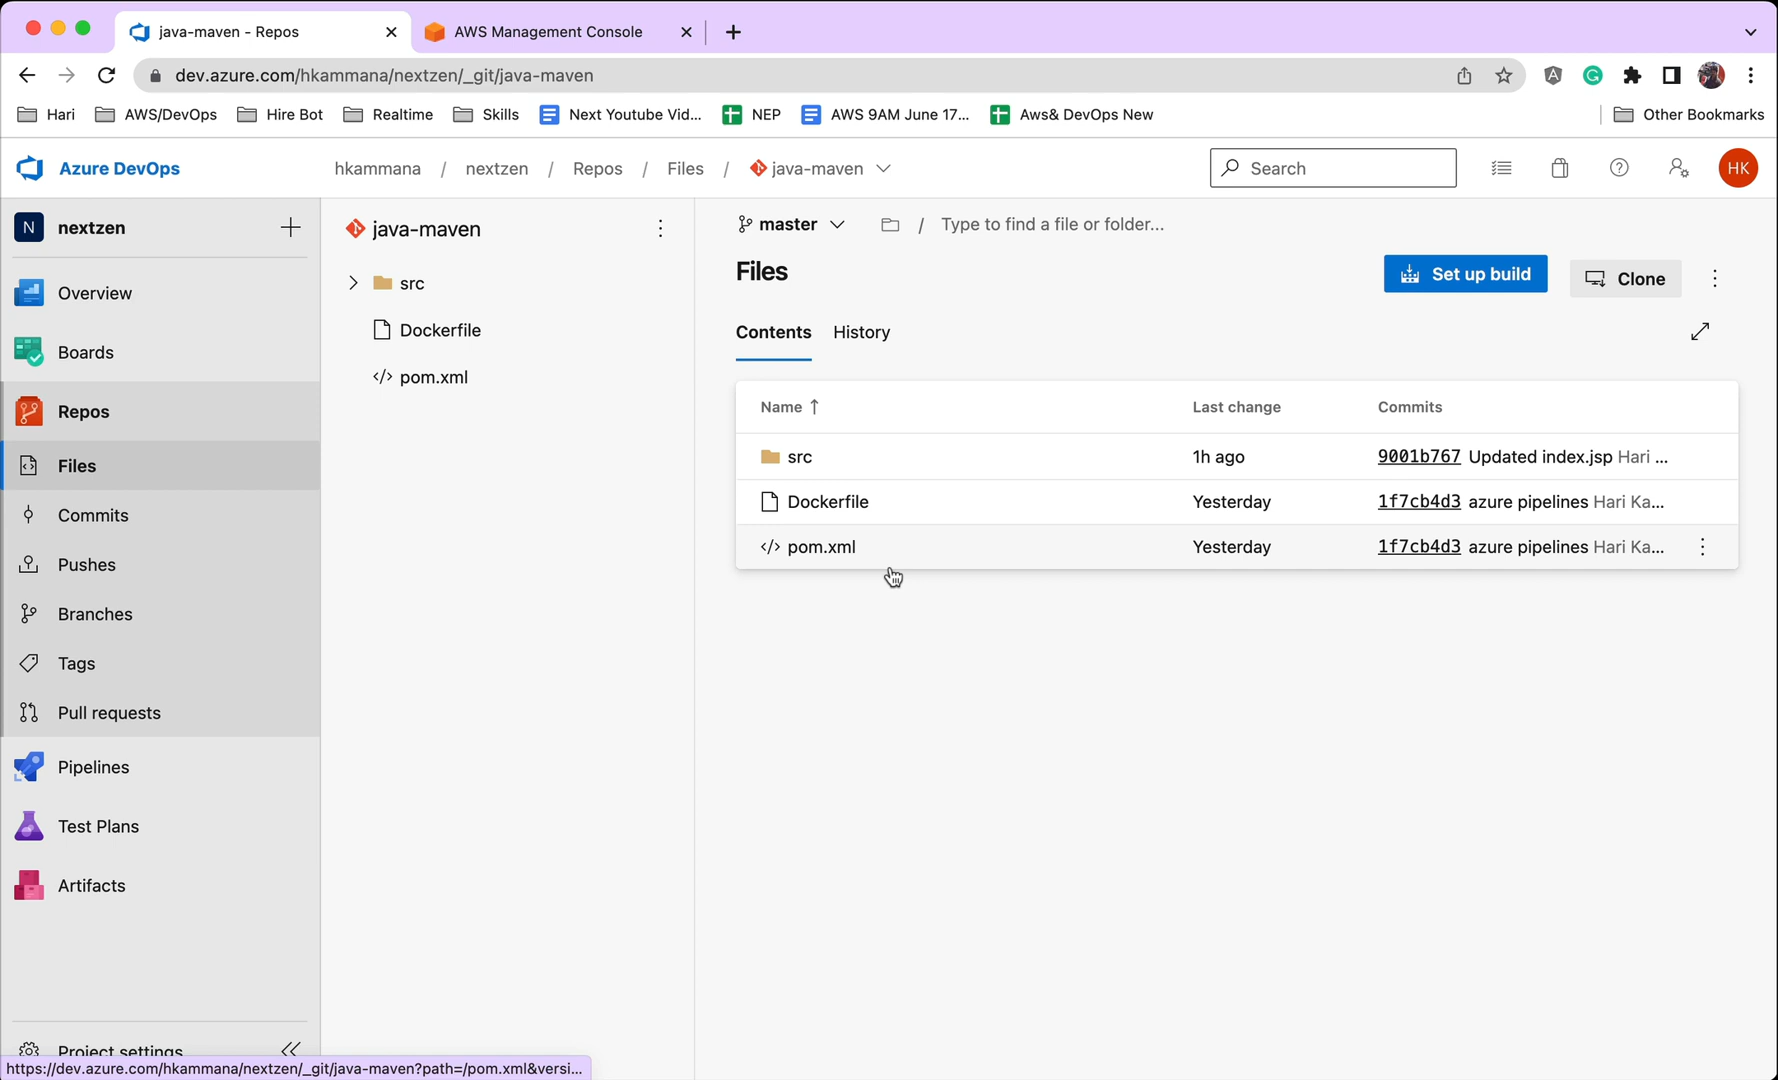 java-maven - Repos
AWS Management Console
dev.azure.com/hkammana/nextzen/_git/java-maven
Hari
AWS/DevOps
Hire Bot
Realtime
Skills
Next Youtube Vid...
NEP
AWS 9AM June 17...
Aws& DevOps New
Other Bookmarks
Azure DevOps
hkammana / nextzen / Repos / Files / java-maven
Search
HK
N nextzen
Overview
Boards
Repos
Files
Commits
Pushes
Branches
Tags
Pull requests
Pipelines
Test Plans
Artifacts
Project settings
https://dev.azure.com/hkammana/nextzen/_git/java-maven?path=/pom.xml&versi...
java-maven
src
Dockerfile
</> pom.xml
master / Type to find a file or folder...
Files
Set up build
Clone
Contents
History
Name ↑ Last change Commits
src 1h ago 9001b767 Updated index.jsp Hari ...
Dockerfile Yesterday 1f7cb4d3 azure pipelines Hari Ka...
</> pom.xml Yesterday 1f7cb4d3 azure pipelines Hari Ka...